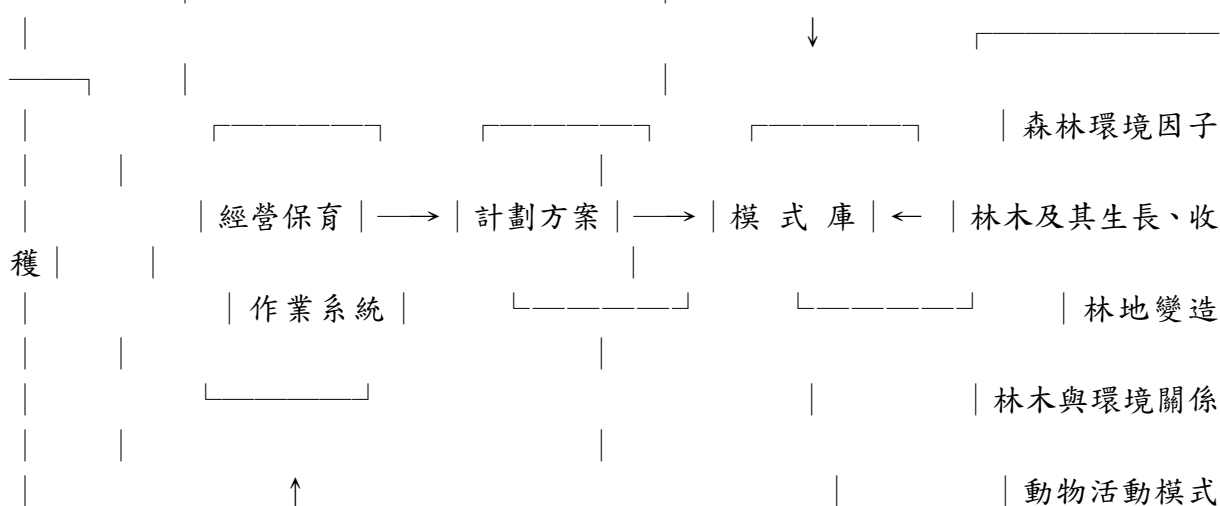 森林環境因子
經營保育 → 計劃方案 → 模 式 庫 ← 林木及其生長、收
穫
作業系統 林地變造
林木與環境關係
動物活動模式